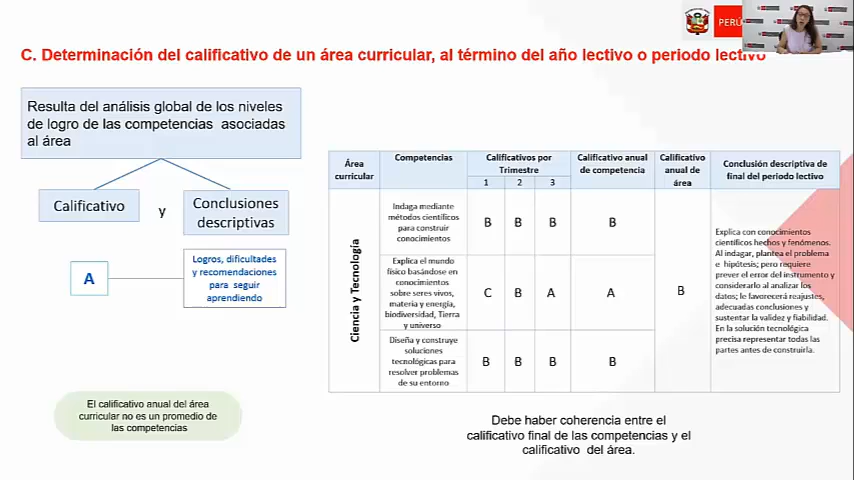 PERÚ
C. Determinación del calificativo de un área curricular, al término del año lectivo o periodo lectivo
Resulta del análisis global de los niveles
de logro de las competencias asociadas
al área
Calificativo
y
Conclusiones
descriptivas
A
Logros, dificultades
y recomendaciones
para seguir
aprendiendo
El calificativo anual del área
curricular no es un promedio de
las competencias
Área
curricular
Competencias
Calificativos por
Trimestre
1 2 3
Calificativo anual
de competencia
Calificativo
anual de
área
Conclusión descriptiva de
final del periodo lectivo
Ciencia y Tecnología
Indaga mediante
métodos científicos
para construir
conocimientos
B B B B
Explica el mundo
físico basándose en
conocimientos
sobre seres vivos,
materia y energía,
biodiversidad, Tierra
y universo
C B A A
Diseña y construye
soluciones
tecnológicas para
resolver problemas
de su entorno
B B B B
B
Explica con conocimientos
científicos hechos y fenómenos.
Al indagar, plantea el problema
e hipótesis; pero requiere
prever el error del instrumento y
considerarlo al analizar los
datos; le favorecerá reajustes,
adecuadas conclusiones y
sustentar la validez y fiabilidad.
En la solución tecnológica
precisa representar todas las
partes antes de construirla.
Debe haber coherencia entre el
calificativo final de las competencias y el
calificativo del área.